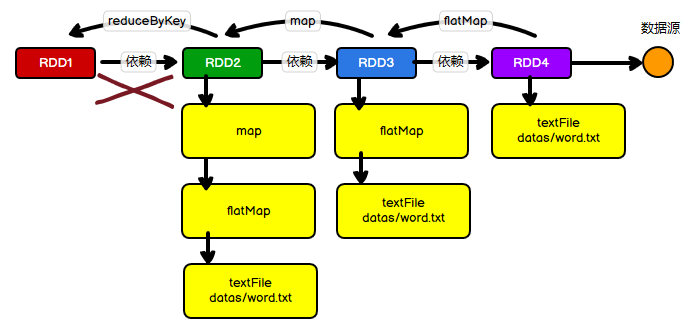 reduceByKey
map
flatMap
数据源
RDD1
依赖
RDD2
依赖
RDD3
依赖
RDD4
map
flatMap
textFile
datas/word.txt
flatMap
textFile
datas/word.txt
textFile
datas/word.txt